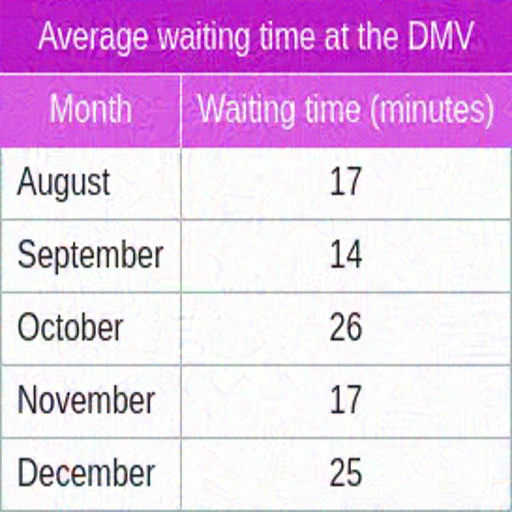 Average waiting time at the DMV
Month Waiting time (minutes)
August 17
September 14
October 26
November 17
December 25